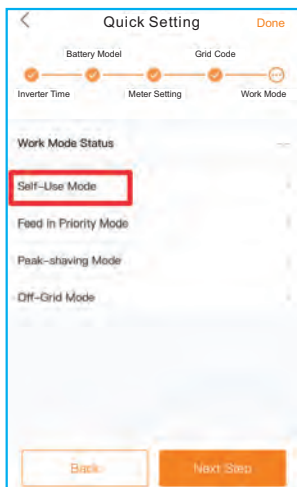 Quick Setting Done
Battery Model Grid Code
Inverter Time Meter Setting Work Mode
Work Mode Status
Self-Use Mode
Feed in Priority Mode
Peak-shaving Mode
Off-Grid Mode
Back Next Step